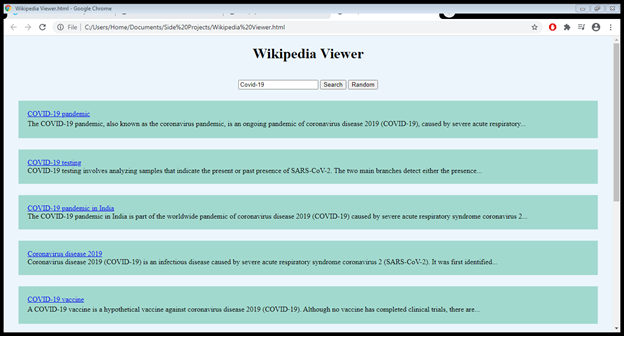 Wikipedia Viewer.html - Google Chrome
File | C:/Users/Home/Documents/Side%20Projects/Wikipedia%20Viewer.html
Wikipedia Viewer
Covid-19 Search Random
COVID-19 pandemic
The COVID-19 pandemic, also known as the coronavirus pandemic, is an ongoing pandemic of coronavirus disease 2019 (COVID-19), caused by severe acute respiratory...
COVID-19 testing
COVID-19 testing involves analyzing samples that indicate the present or past presence of SARS-CoV-2. The two main branches detect either the presence...
COVID-19 pandemic in India
The COVID-19 pandemic in India is part of the worldwide pandemic of coronavirus disease 2019 (COVID-19) caused by severe acute respiratory syndrome coronavirus 2...
Coronavirus disease 2019
Coronavirus disease 2019 (COVID-19) is an infectious disease caused by severe acute respiratory syndrome coronavirus 2 (SARS-CoV-2). It was first identified...
COVID-19 vaccine
A COVID-19 vaccine is a hypothetical vaccine against coronavirus disease 2019 (COVID-19). Although no vaccine has completed clinical trials, there are...